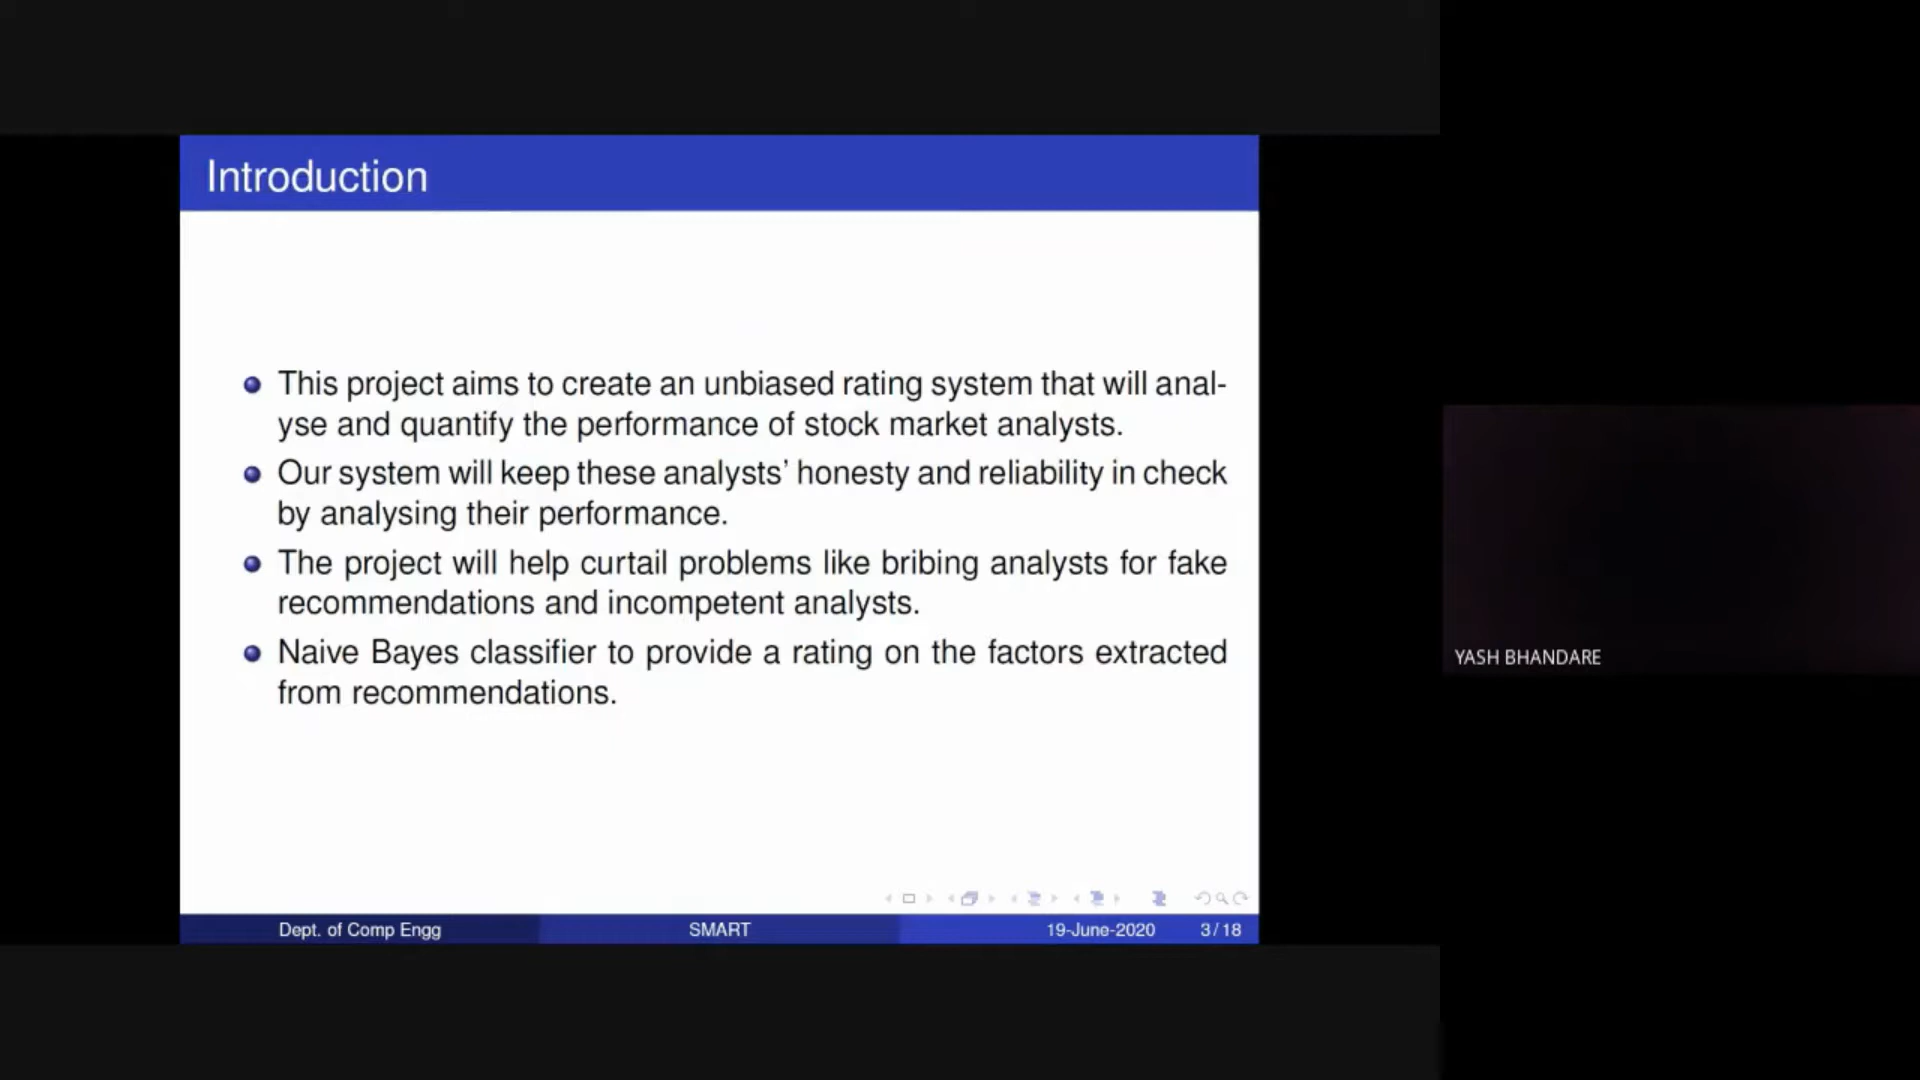 Introduction
This project aims to create an unbiased rating system that will anal-
yse and quantify the performance of stock market analysts.
Our system will keep these analysts' honesty and reliability in check
by analysing their performance.
The project will help curtail problems like bribing analysts for fake
recommendations and incompetent analysts.
Naive Bayes classifier to provide a rating on the factors extracted
from recommendations.
YASH BHANDARE
Dept. of Comp Engg SMART 19-June-2020 3/18